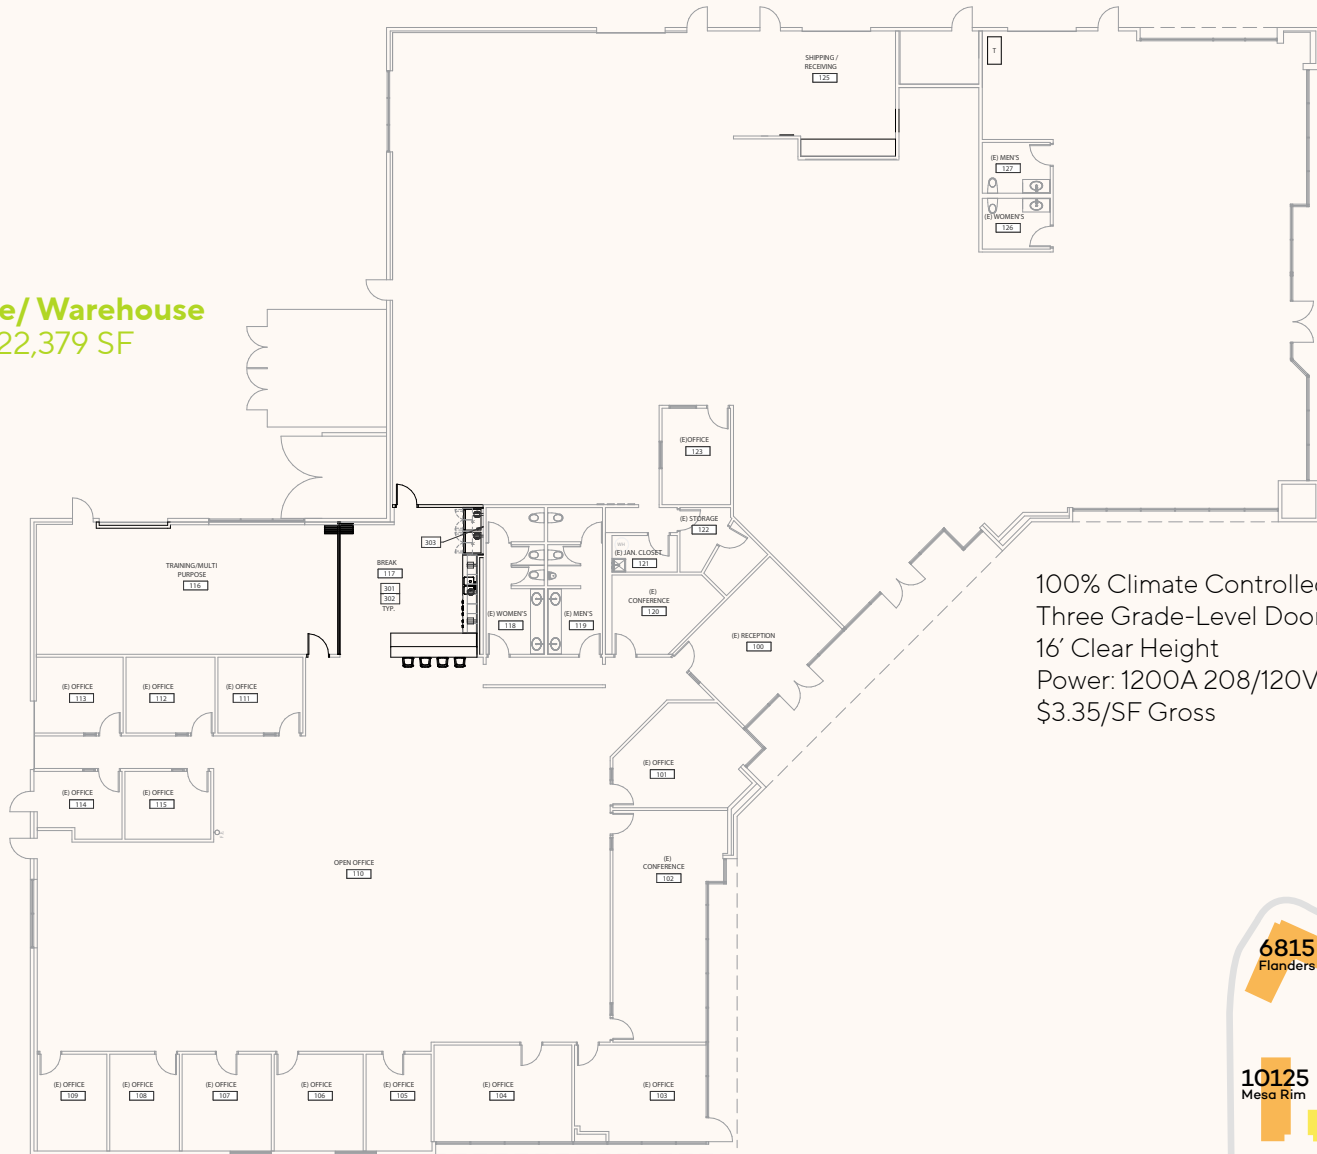 SHIPPING /
RECEIVING
125
T
(E) MEN'S
127
(E) WOMEN'S
126
e/ Warehouse
22,379 SF
(E)OFFICE
123
(E) STORAGE
122
303
(E) JAN. CLOSET
121
TRAINING/MULTI
PURPOSE
116
BREAK
117
301
302
TYP.
(E)
CONFERENCE
120
(E) WOMEN'S
118
(E) MEN'S
119
(E) RECEPTION
100
100% Climate Controlled
Three Grade-Level Door
16' Clear Height
Power: 1200A 208/120V
$3.35/SF Gross
(E) OFFICE
113
(E) OFFICE
112
(E) OFFICE
111
(E) OFFICE
101
(E) OFFICE
114
(E) OFFICE
115
OPEN OFFICE
110
(E)
CONFERENCE
102
6815
Flanders
10125
Mesa Rim
(E) OFFICE
109
(E) OFFICE
108
(E) OFFICE
107
(E) OFFICE
106
(E) OFFICE
105
(E) OFFICE
104
(E) OFFICE
103